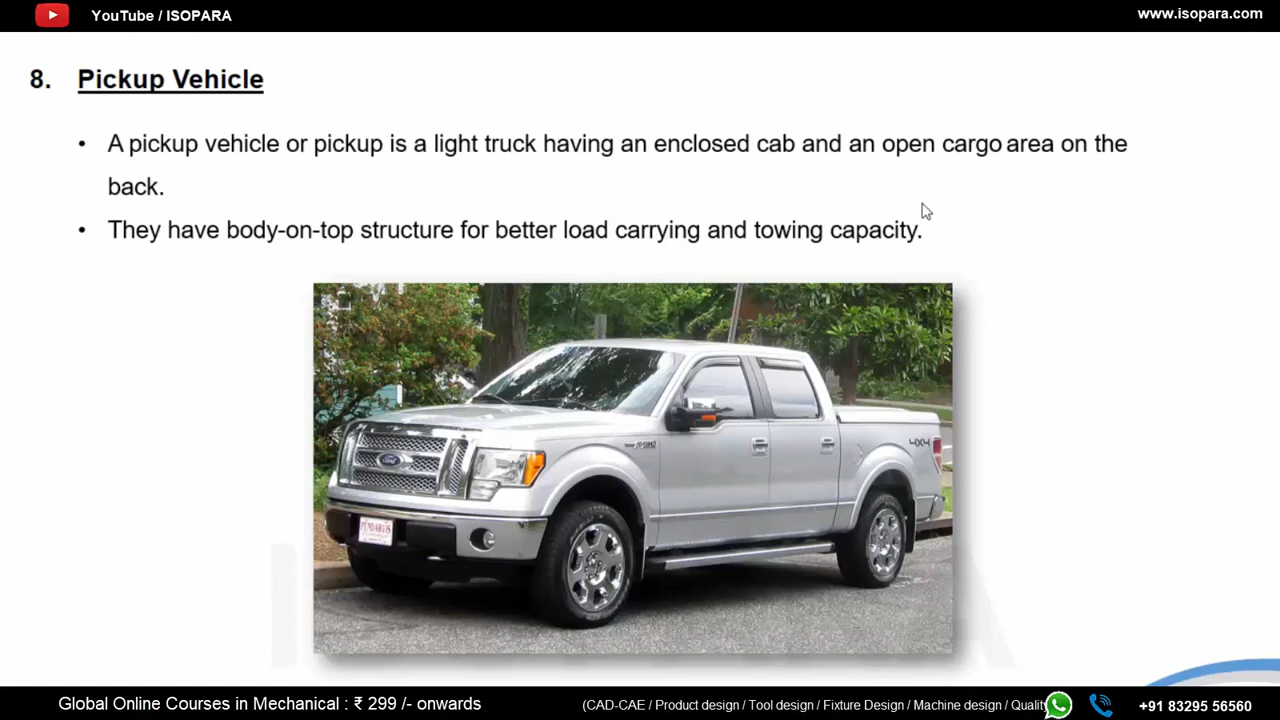 YouTube / ISOPARA
www.isopara.com
8. Pickup Vehicle
• A pickup vehicle or pickup is a light truck having an enclosed cab and an open cargo area on the
back.
• They have body-on-top structure for better load carrying and towing capacity.
4X4
Ford
PENDARVIS
Global Online Courses in Mechanical : ₹ 299 /- onwards
(CAD-CAE / Product design / Tool design / Fixture Design / Machine design / Quality
+91 83295 56560